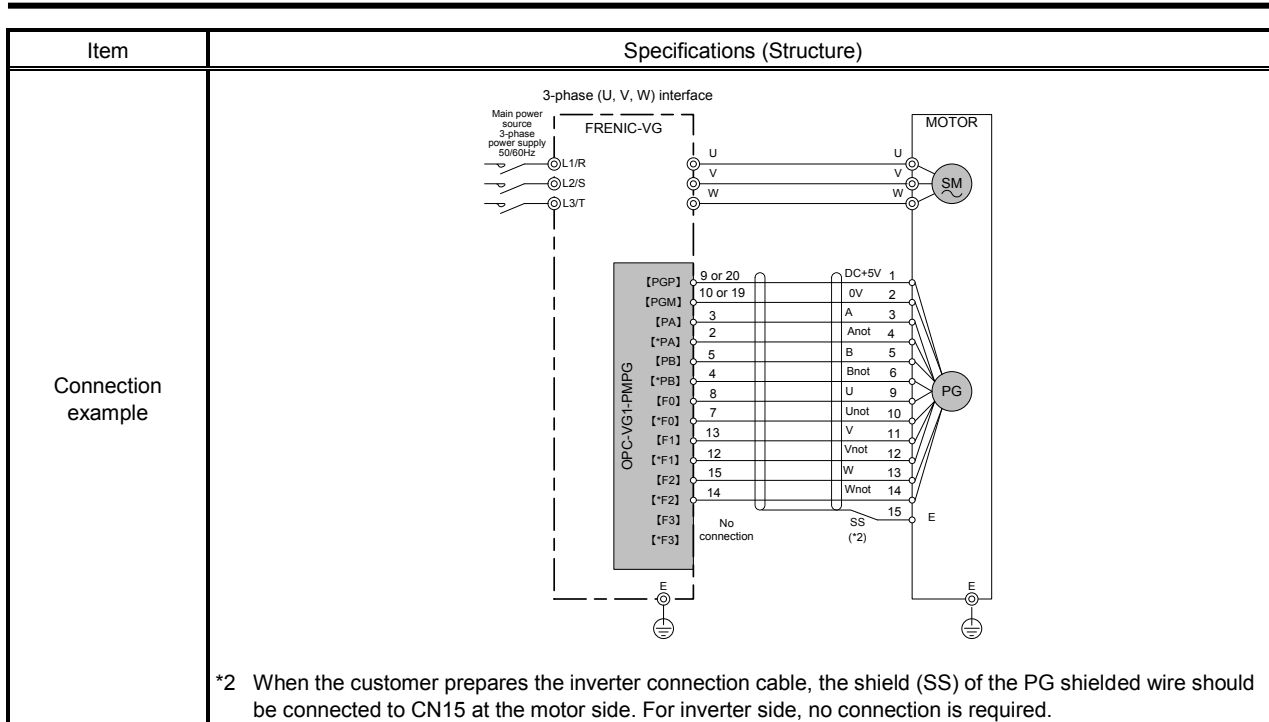 Item
Specifications (Structure)
Connection
example
3-phase (U, V, W) interface
Main power
source
3-phase
power supply
50/60Hz
FRENIC-VG
MOTOR
L1/R
L2/S
L3/T
U
V
W
U
V
W
SM
OPC-VG1-PMPG
【PGP】 9 or 20 DC+5V 1
【PGM】 10 or 19 0V 2
【PA】 3 A 3
【*PA】 2 Anot 4
【PB】 5 B 5
【*PB】 4 Bnot 6
【F0】 8 U 9
【*F0】 7 Unot 10
【F1】 13 V 11
【*F1】 12 Vnot 12
【F2】 15 W 13
【*F2】 14 Wnot 14
【F3】
【*F3】
No
connection
SS
(*2)
15 E
PG
E
E
*2 When the customer prepares the inverter connection cable, the shield (SS) of the PG shielded wire should
be connected to CN15 at the motor side. For inverter side, no connection is required.